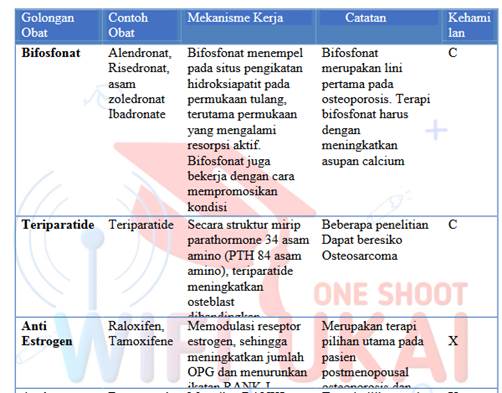 Golongan Obat
Contoh Obat
Mekanisme Kerja
Catatan
Kehami
lan
Bifosfonat
Alendronat,
Risedronat,
asam
zoledronat
Ibadronate
Bifosfonat menempel
pada situs pengikatan
hidroksiapatit pada
permukaan tulang,
terutama permukaan
yang mengalami
resorpsi aktif.
Bifosfonat juga
bekerja dengan cara
mempromosikan
kondisi
Bifosfonat
merupakan lini
pertama pada
osteoporosis. Terapi
bifosfonat harus
dengan
meningkatkan
asupan calcium
C
Teriparatide
Teriparatide
Secara struktur mirip
parathormone 34 asam
amino (PTH 84 asam
amino), teriparatide
meningkatkan
osteblast
dibandingkan
Beberapa penelitian
Dapat beresiko
Osteosarcoma
C
Anti
Estrogen
Raloxifen,
Tamoxifene
Memodulasi reseptor
estrogen, sehingga
meningkatkan jumlah
OPG dan menurunkan
ikatan RANK-L
Merupakan terapi
pilihan utama pada
pasien
postmenopousal
osteoporosis dan
X
ONE SHOOT
WIFI UKAI